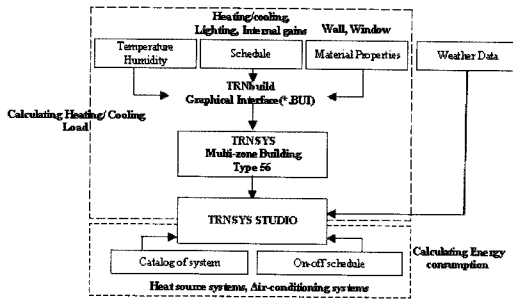 Heating/cooling,
Lighting, Internal gains
Wall, Window
Temperature
Humidity
Schedule
Material Properties
Weather Data
TRNbuild
Graphical Interface(*.BUI)
Calculating Heating/ Cooling
Load
TRNSYS
Multi-zone Building
Type 56
TRNSYS STUDIO
Catalog of system
On-off schedule
Calculating Energy
consumption
Heat source systems, Air-conditioning systems